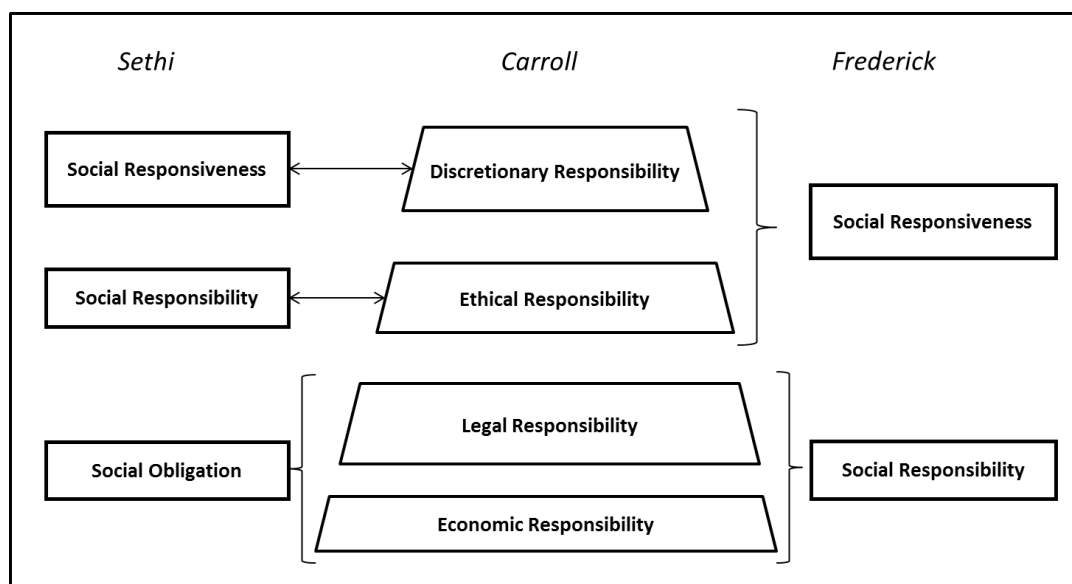 Sethi
Carroll
Frederick
Social Responsiveness
Discretionary Responsibility
Social Responsiveness
Social Responsibility
Ethical Responsibility
Legal Responsibility
Social Obligation
Social Responsibility
Economic Responsibility